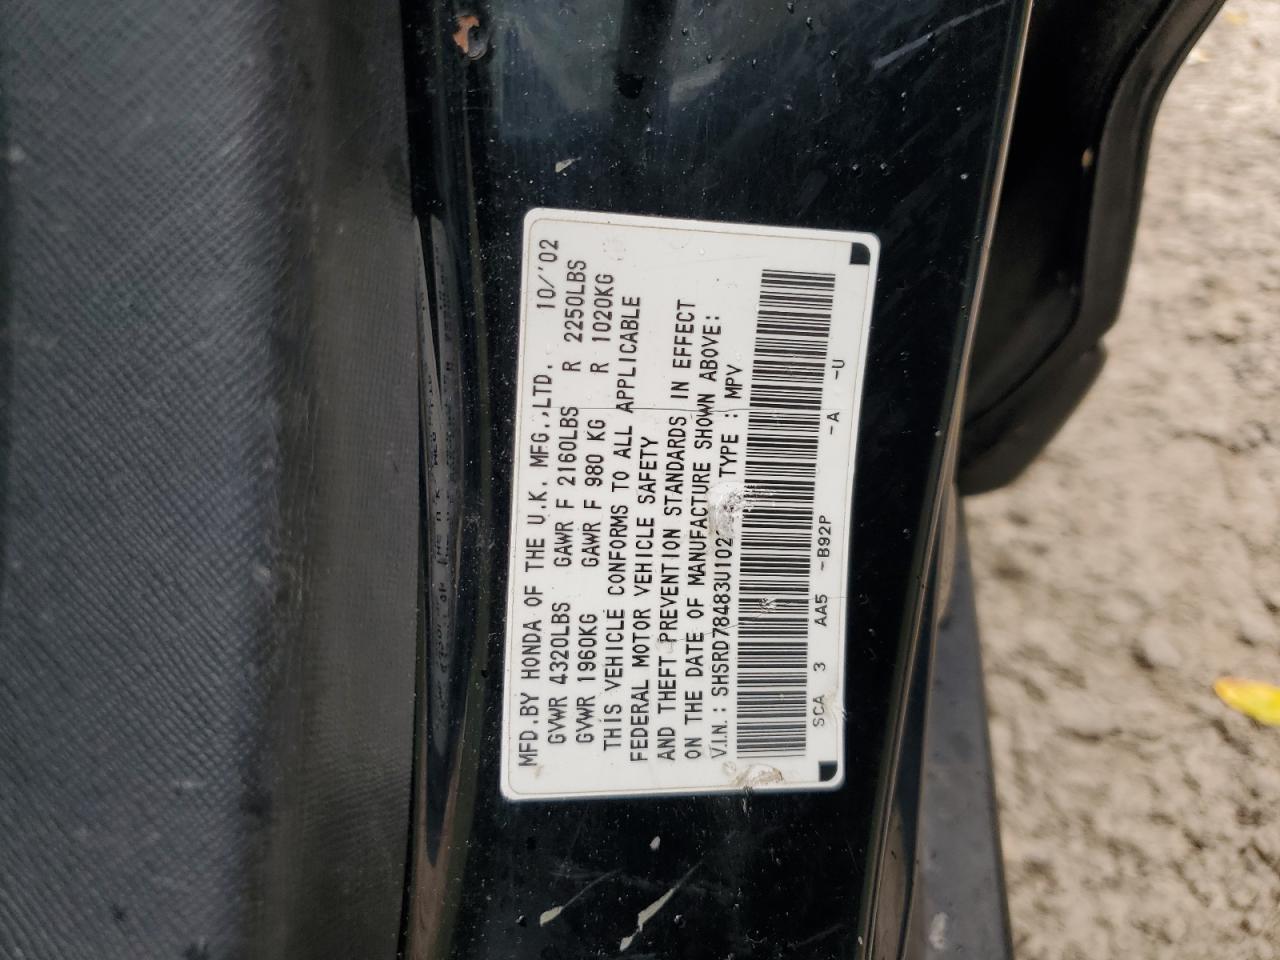 MFD.BY HONDA OF THE U.K. MFG.,LTD. 10/'02
GVWR 4320LBS GAWR F 2160LBS R 2250LBS
GVWR 1960KG GAWR F 980 KG R 1020KG
THIS VEHICLE CONFORMS TO ALL APPLICABLE
FEDERAL MOTOR VEHICLE SAFETY
AND THEFT PREVENTION STANDARDS IN EFFECT
ON THE DATE OF MANUFACTURE SHOWN ABOVE:
V.I.N.: SHSRD78483U102 TYPE : MPV
SCA 3 AA5 -B92P -A -U